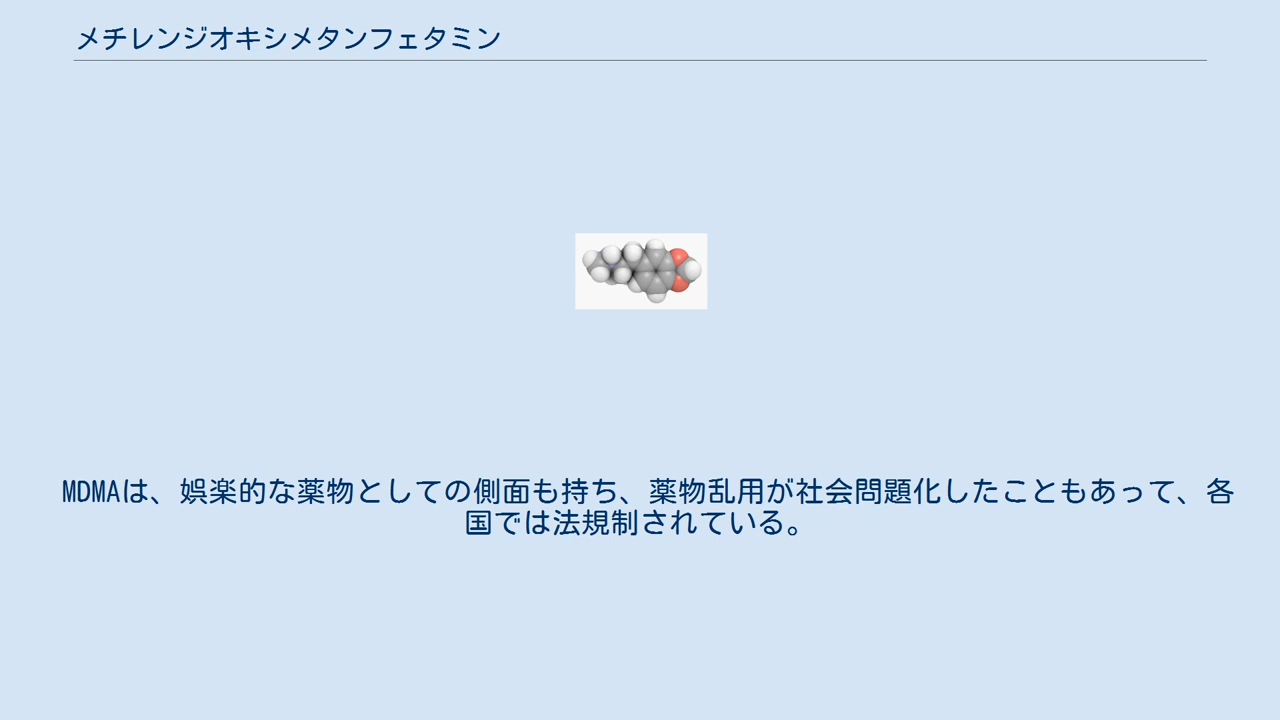 メチレンジオキシメタンフェタミン
MDMAは、娯楽的な薬物としての側面も持ち、薬物乱用が社会問題化したこともあって、各
国では法規制されている。